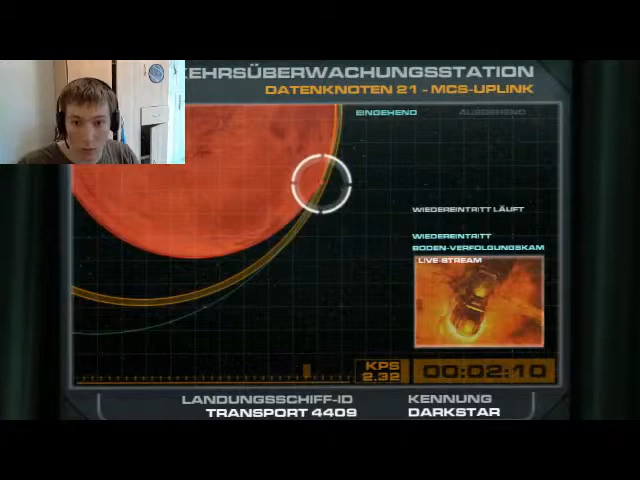 KEHRSÜBERWACHUNGSSTATION
DATENKNOTEN 21 - MCS-UPLINK
EINGEHEND
AUSGEHEND
WIEDEREINTRITT LÄUFT
WIEDEREINTRITT
BODEN-VERFOLGUNGSKAM
LIVE-STREAM
KPS
2.32
00:02:10
LANDUNGSSCHIFF-ID
KENNUNG
TRANSPORT 4409
DARKSTAR